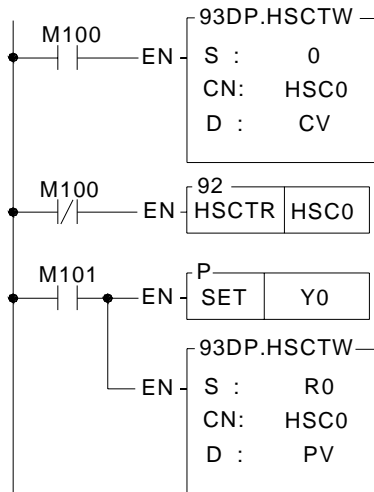 93DP.HSCTW
M100
EN
S : 0
CN: HSC0
D : CV
M100
EN
92
HSCTR HSC0
M101
EN
P
SET Y0
93DP.HSCTW
EN
S : R0
CN: HSC0
D : PV